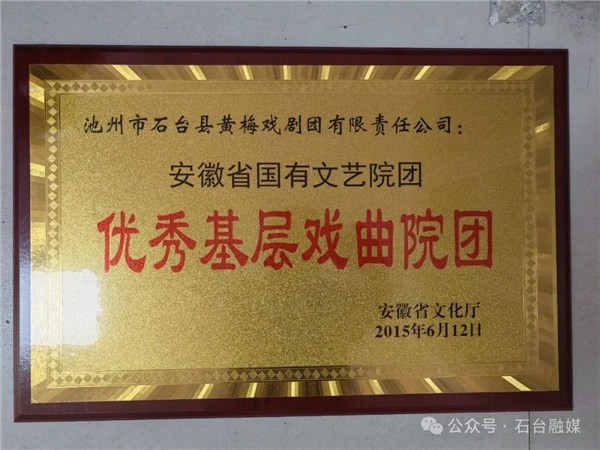 池州市石台县黄梅戏剧团有限责任公司：
安徽省国有文艺院团
优秀基层戏曲院团
安徽省文化厅
2015年6月12日
公众号·石台融媒